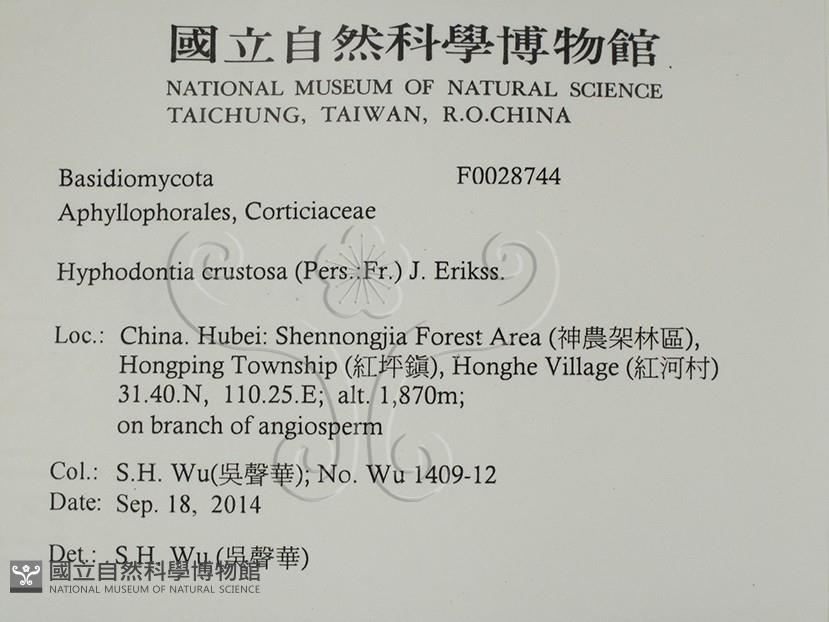 國立自然科學博物館
NATIONAL MUSEUM OF NATURAL SCIENCE
TAICHUNG, TAIWAN, R.O.CHINA
Basidiomycota F0028744
Aphyllophorales, Corticiaceae
Hyphodontia crustosa (Pers.:Fr.) J. Erikss.
Loc.: China. Hubei: Shennongjia Forest Area (神農架林區),
Hongping Township (紅坪鎮), Honghe Village (紅河村)
31.40.N, 110.25.E; alt. 1,870m;
on branch of angiosperm
Col.: S.H. Wu(吳聲華); No. Wu 1409-12
Date: Sep. 18, 2014
Det.: S.H. Wu (吳聲華)
國立自然科學博物館
NATIONAL MUSEUM OF NATURAL SCIENCE